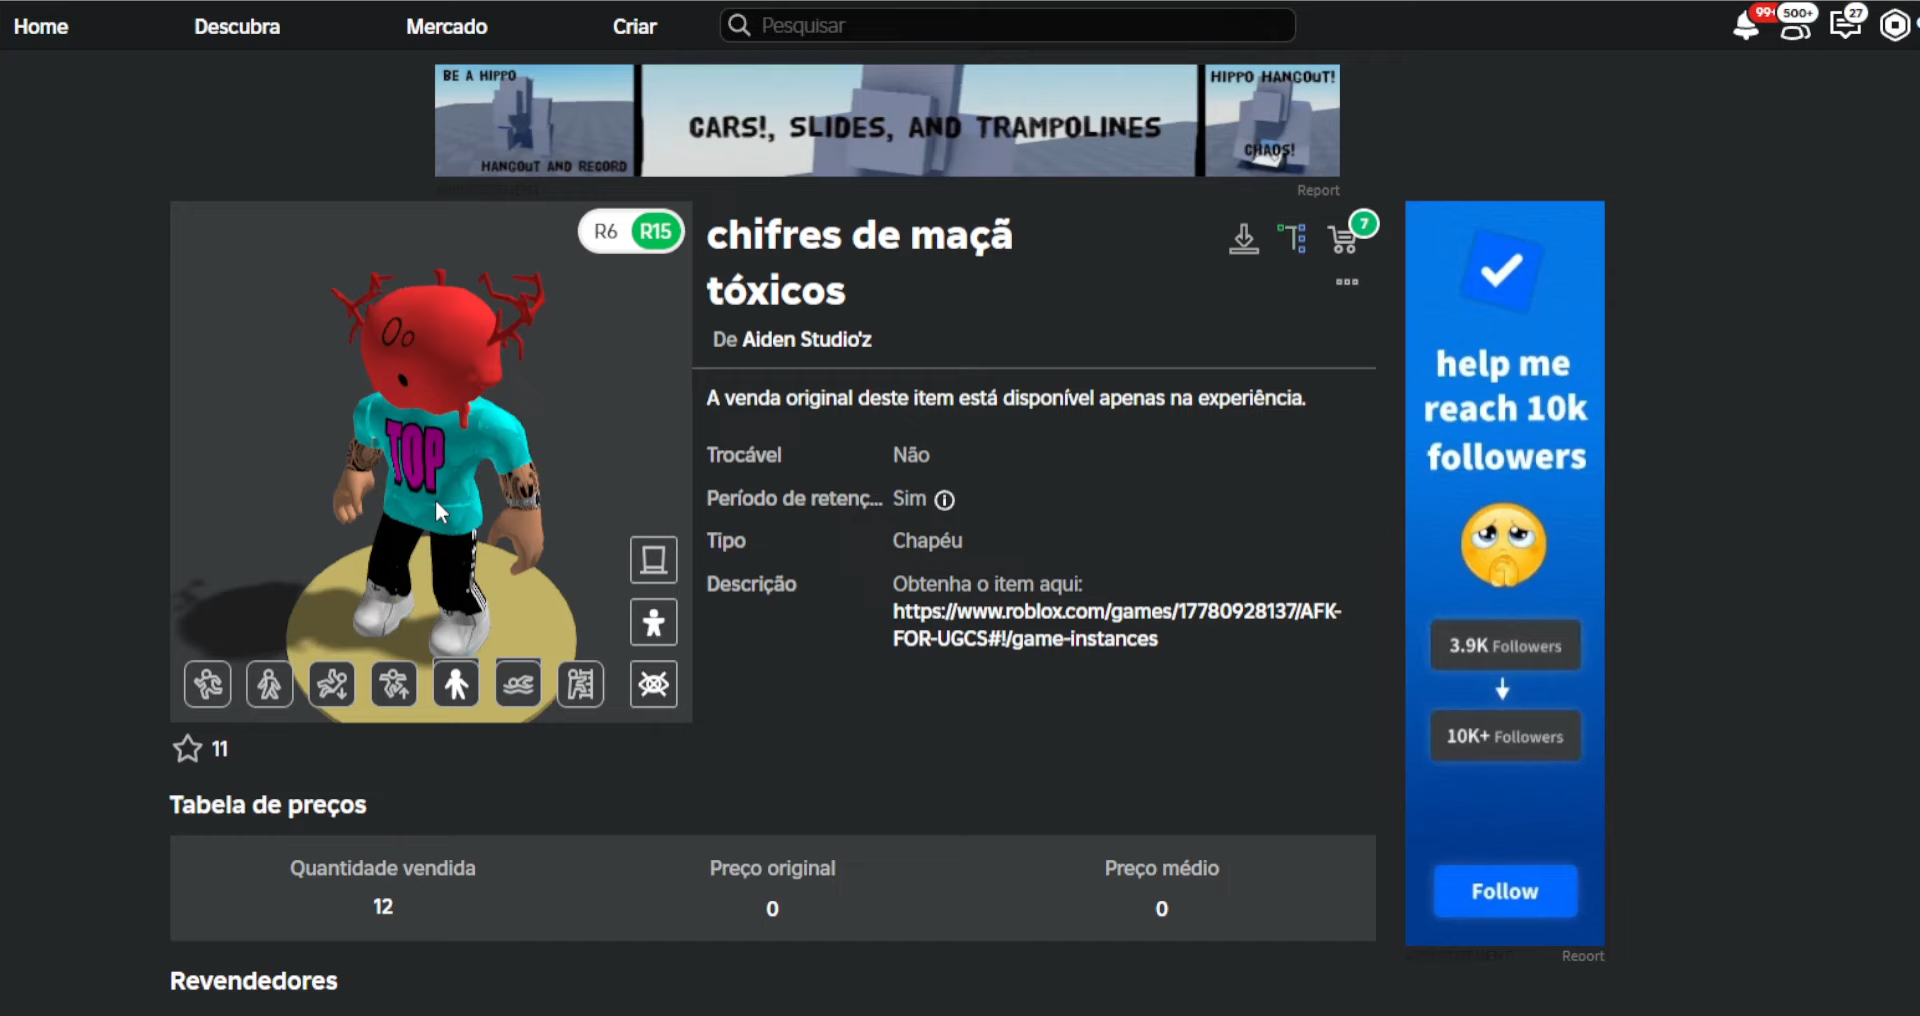 Home
Descubra
Mercado
Criar
Pesquisar
99+
500+
27
BE A HIPPO
HANGOUT AND RECORD
CARS!, SLIDES, AND TRAMPOLINES
HIPPO HANGOUT!
CHAOS!
Report
R6
R15
TOP
chifres de maçã
tóxicos
7
De Aiden Studio'z
A venda original deste item está disponível apenas na experiência.
Trocável
Não
Período de retenç...
Sim
Tipo
Chapéu
Descrição
Obtenha o item aqui:
https://www.roblox.com/games/17780928137/AFK-
FOR-UGCS#!/game-instances
11
Tabela de preços
Quantidade vendida
12
Preço original
0
Preço médio
0
Revendedores
help me
reach 10k
followers
3.9K Followers
10K+ Followers
Follow
Report